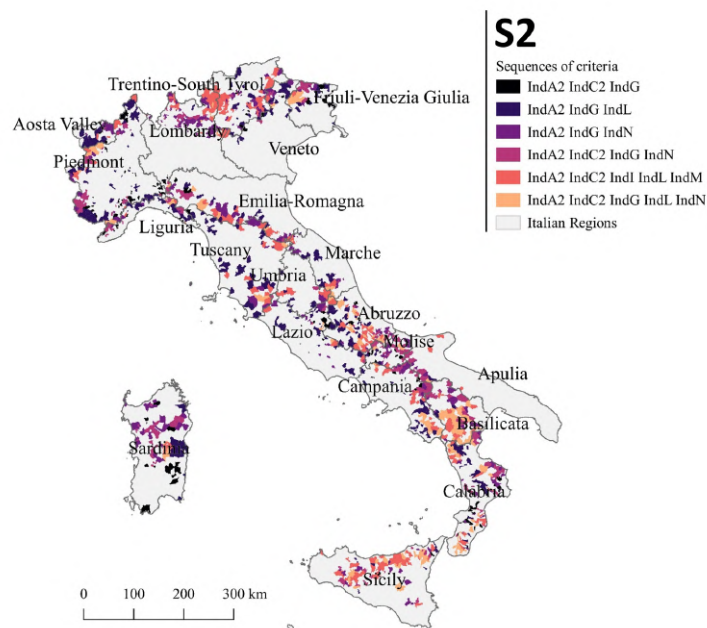 S2
Sequences of criteria
IndA2 IndC2 IndG
IndA2 IndG IndL
IndA2 IndG IndN
IndA2 IndC2 IndG IndN
IndA2 IndC2 IndI IndL IndM
IndA2 IndC2 IndG IndL IndN
Italian Regions
Trentino-South Tyrol
Friuli-Venezia Giulia
Aosta Valley
Lombardy
Veneto
Piedmont
Emilia-Romagna
Liguria
Tuscany
Marche
Umbria
Abruzzo
Lazio
Molise
Apulia
Campania
Basilicata
Sardinia
Calabria
Sicily
0 100 200 300 km